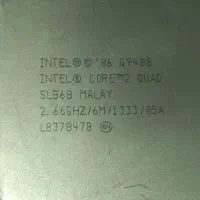 INTEL® ©'06 Q9400
INTEL® CORE™2 QUAD
SLB6B MALAY
2.66GHZ/6M/1333/05A
L837B478